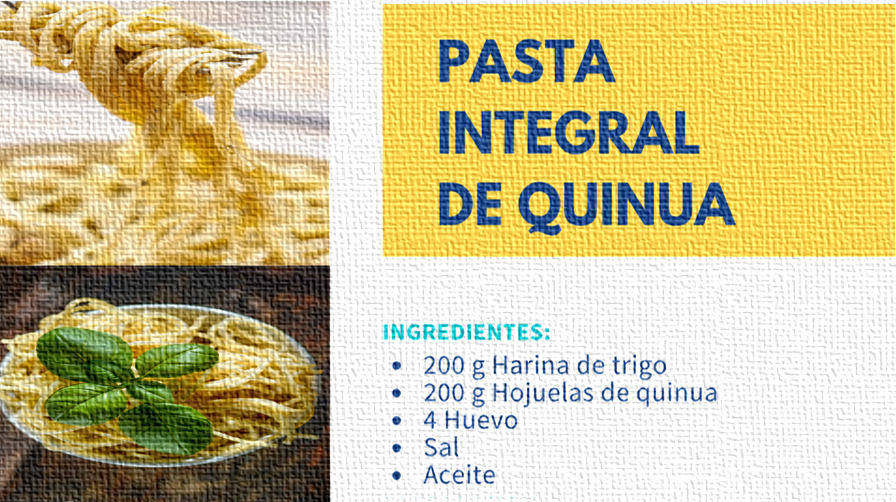 PASTA
INTEGRAL
DE QUINUA
INGREDIENTES:
• 200 g Harina de trigo
• 200 g Hojuelas de quinua
• 4 Huevo
• Sal
• Aceite